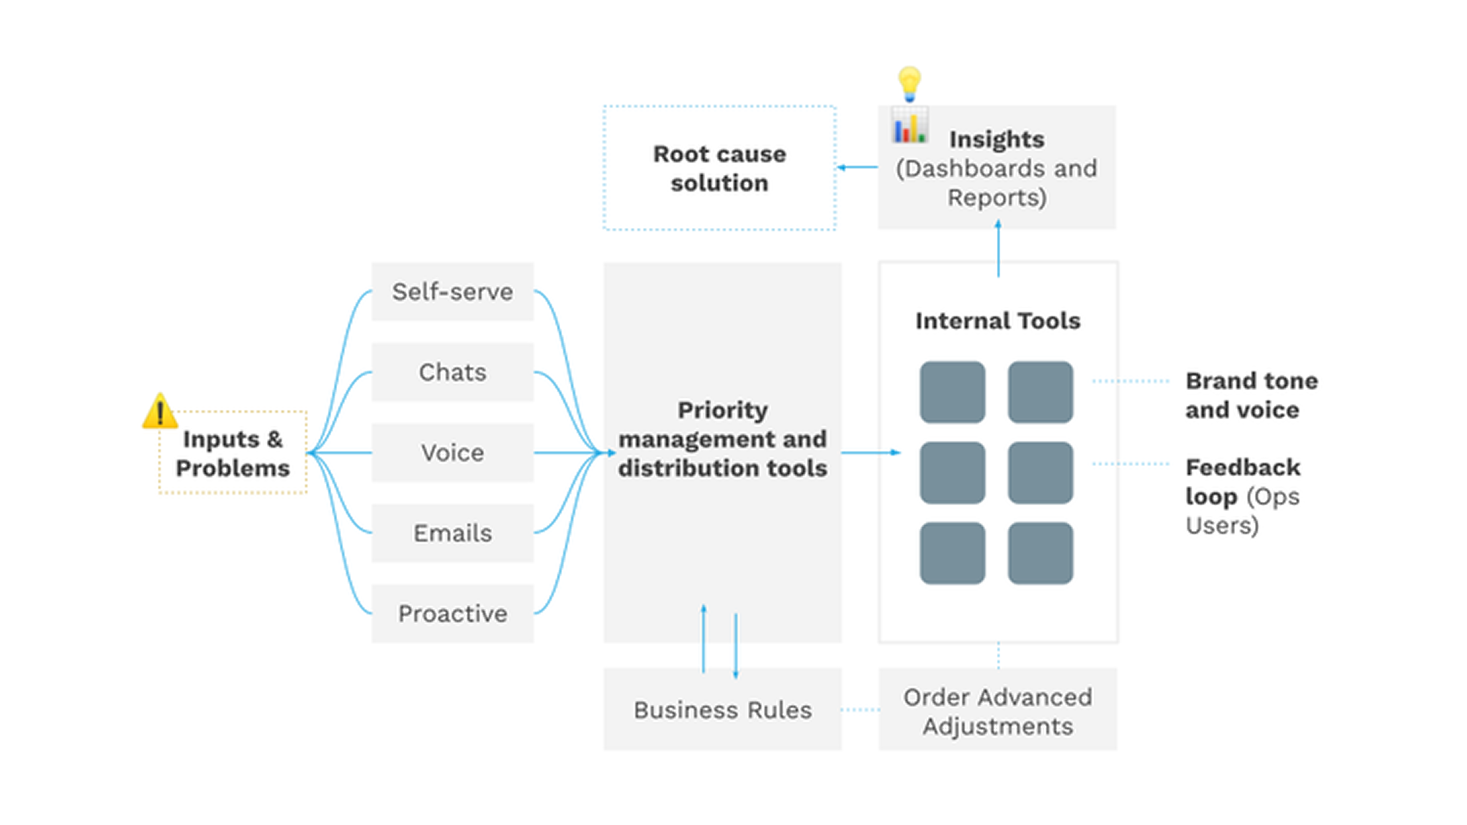 Root cause
solution
Insights
(Dashboards and
Reports)
Self-serve
Chats
Voice
Emails
Proactive
Inputs &
Problems
Priority
management and
distribution tools
Internal Tools
Brand tone
and voice
Feedback
loop (Ops
Users)
Business Rules
Order Advanced
Adjustments